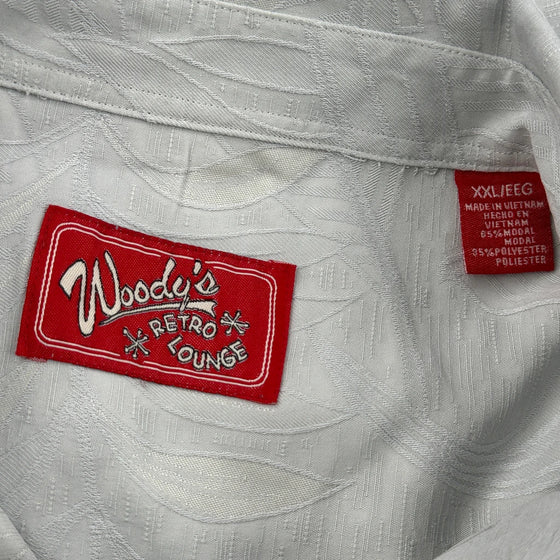 Woody's
RETRO
LOUNGE
XXL/EEG
MADE IN VIETNAM
HECHO EN
VIETNAM
65%MODAL
MODAL
35%POLYESTER
POLIESTER